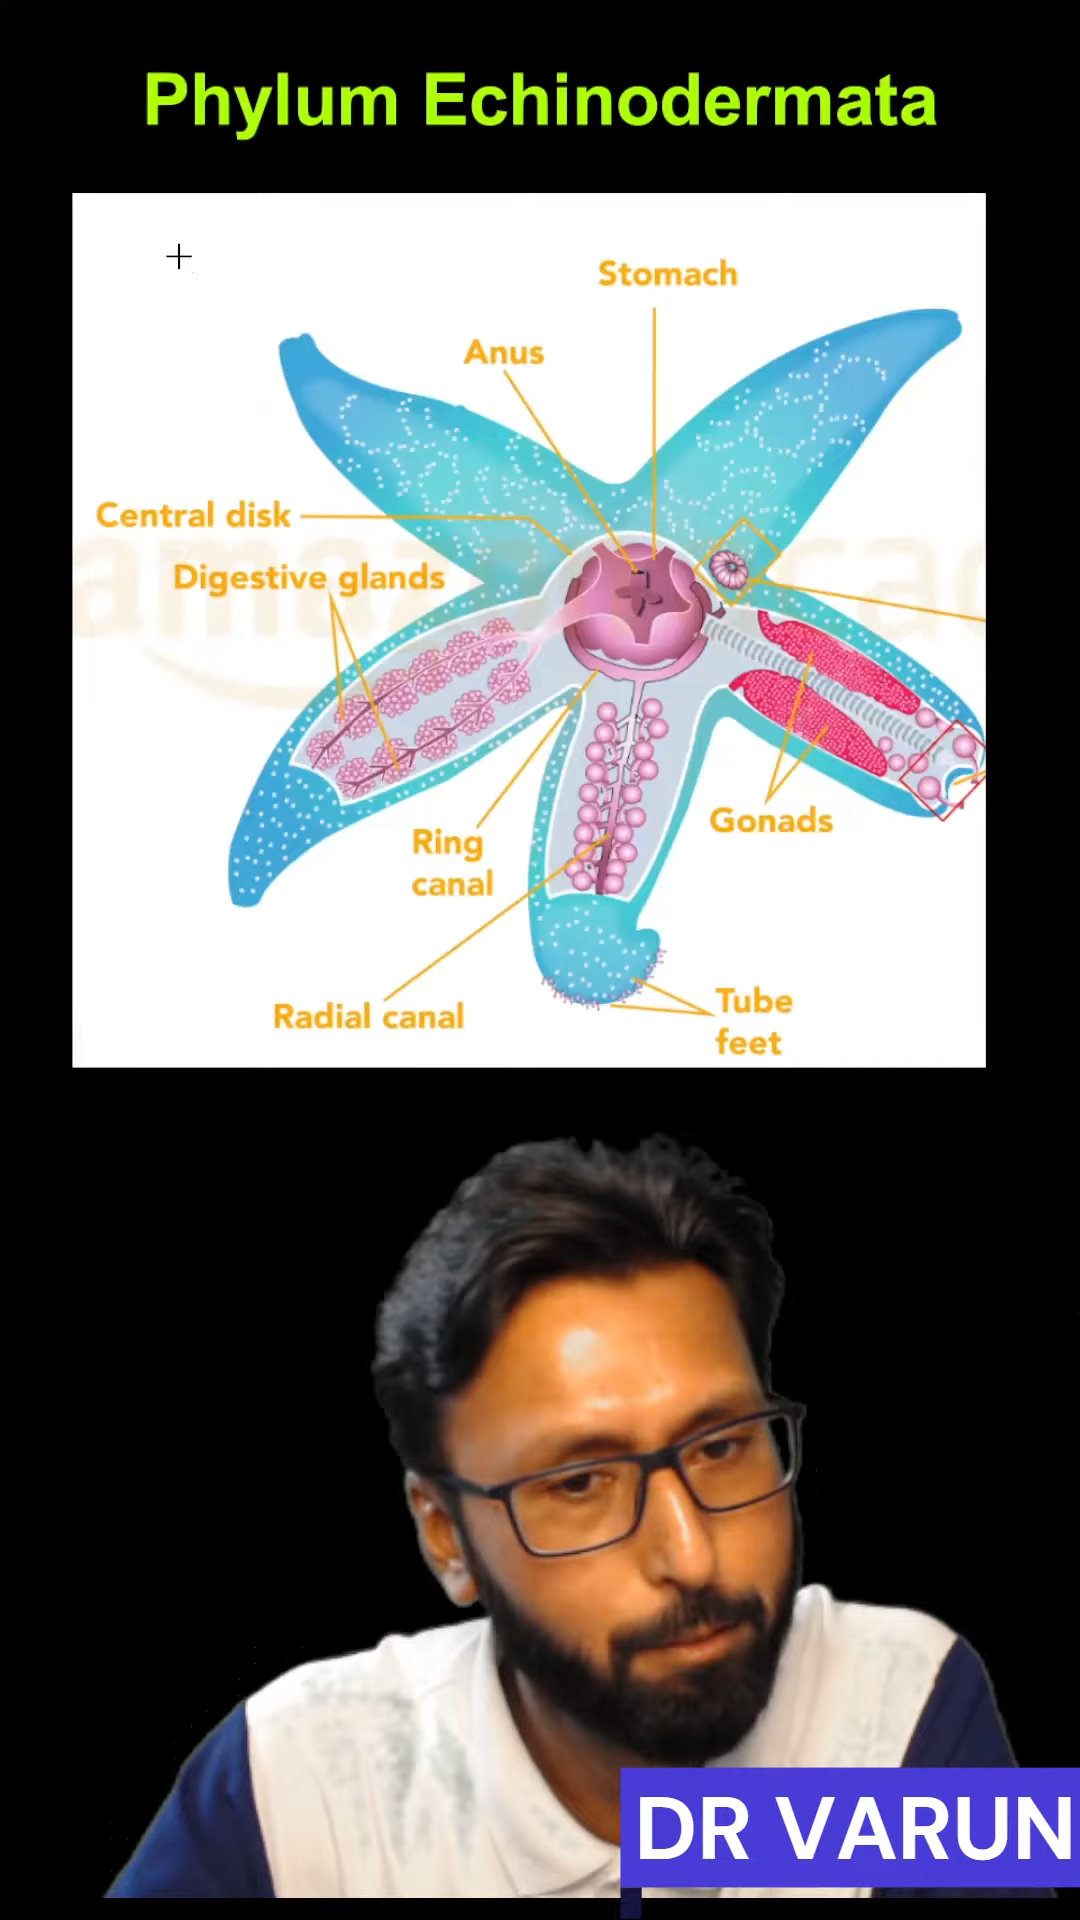 Phylum Echinodermata
Stomach
Anus
Central disk
Digestive glands
Gonads
Ring
canal
Radial canal
Tube
feet
DR VARUN